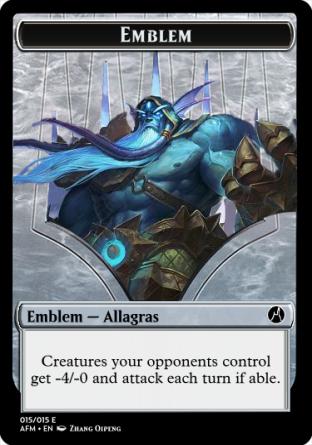 Emblem
Emblem — Allagras
Creatures your opponents control
get -4/-0 and attack each turn if able.
015/015 E
AFM • EN Zhang Qipeng